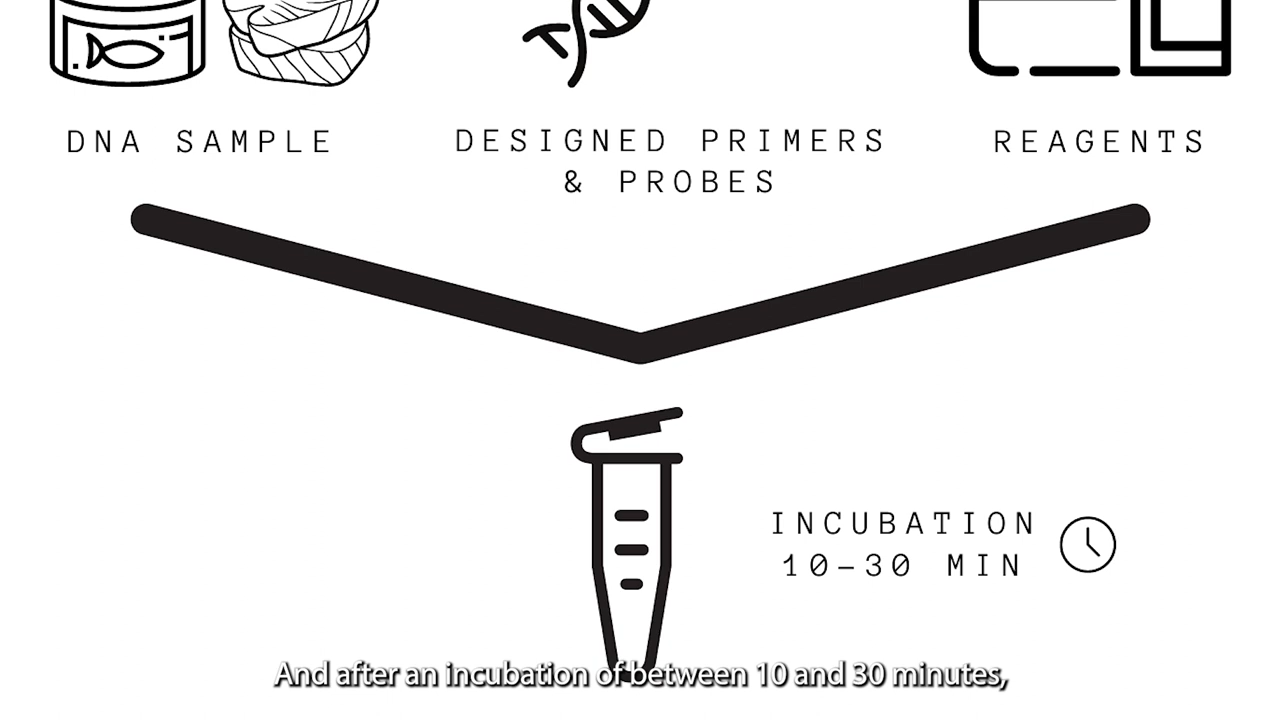 DNA SAMPLE
DESIGNED PRIMERS
& PROBES
REAGENTS
INCUBATION
10-30 MIN
And after an incubation of between 10 and 30 minutes,